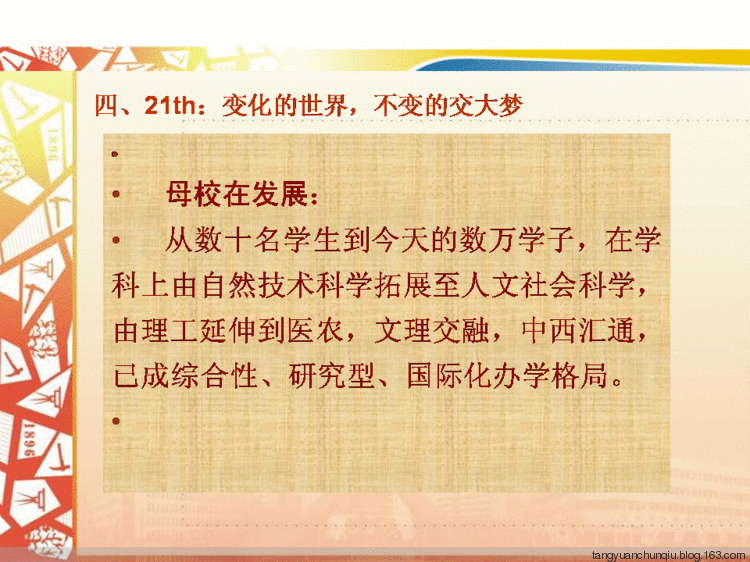 四、21th：变化的世界，不变的交大梦
•
• 母校在发展：
• 从数十名学生到今天的数万学子，在学
科上由自然技术科学拓展至人文社会科学，
由理工延伸到医农，文理交融，中西汇通，
已成综合性、研究型、国际化办学格局。
•
1896
1896
tangyuanchunqiu.blog.163.com